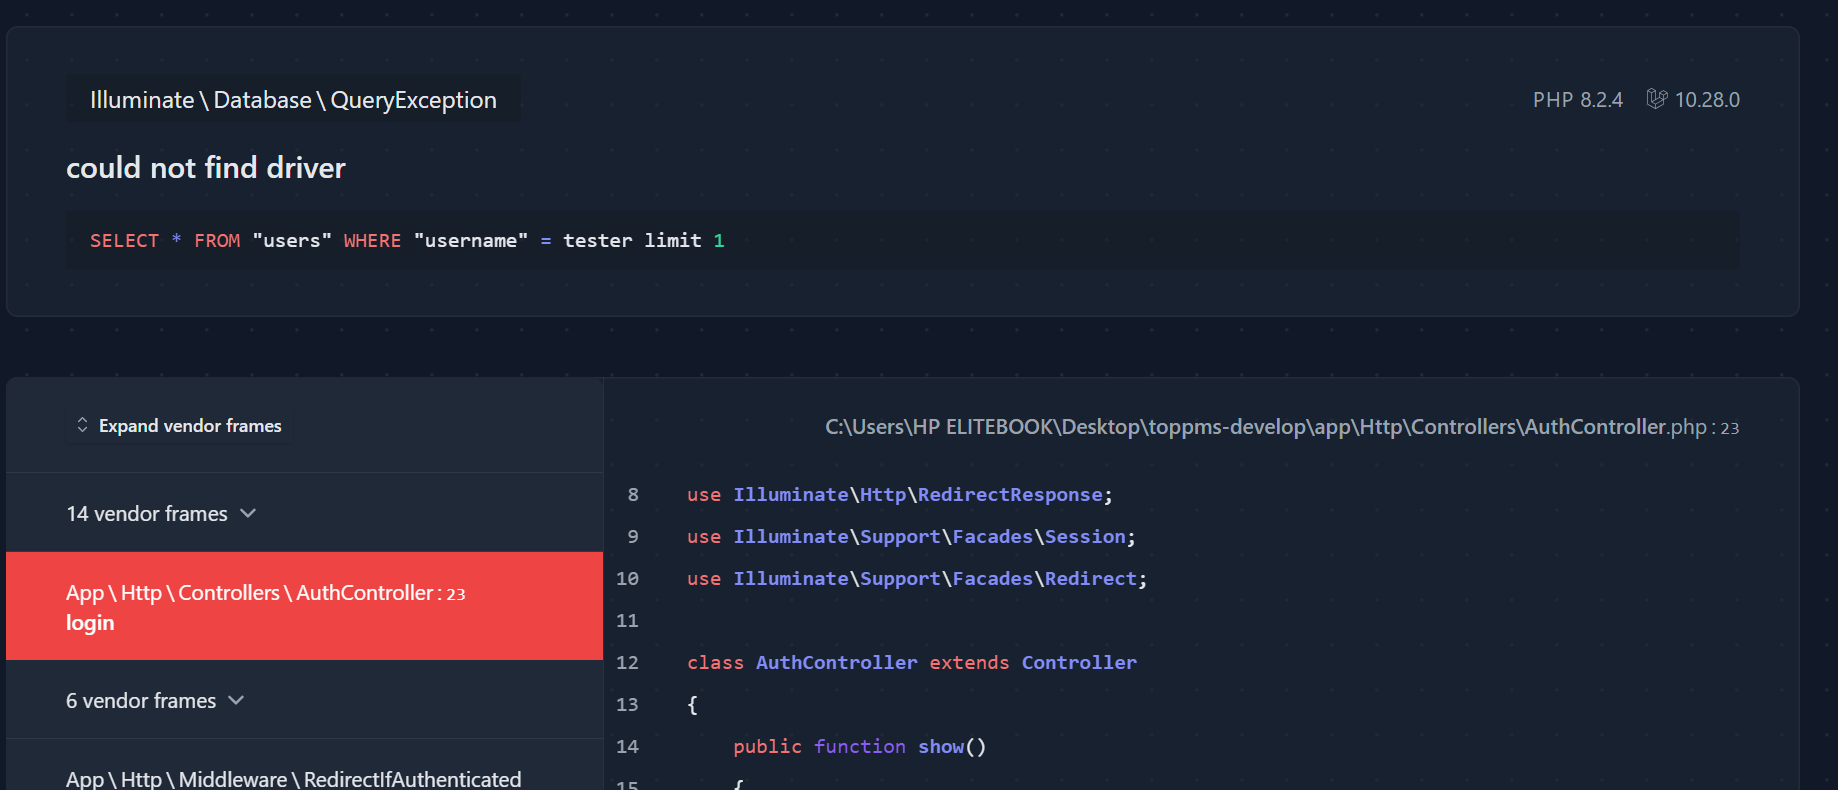 Illuminate\Database\QueryException
PHP 8.2.4 10.28.0
could not find driver
SELECT * FROM "users" WHERE "username" = tester limit 1
Expand vendor frames
14 vendor frames
App\Http\Controllers\AuthController:23
login
6 vendor frames
App\Http\Middleware\RedirectIfAuthenticated
C:\Users\HP ELITEBOOK\Desktop\toppms-develop\app\Http\Controllers\AuthController.php:23
8 use Illuminate\Http\RedirectResponse;
9 use Illuminate\Support\Facades\Session;
10 use Illuminate\Support\Facades\Redirect;
11
12 class AuthController extends Controller
13 {
14 public function show()
15 {